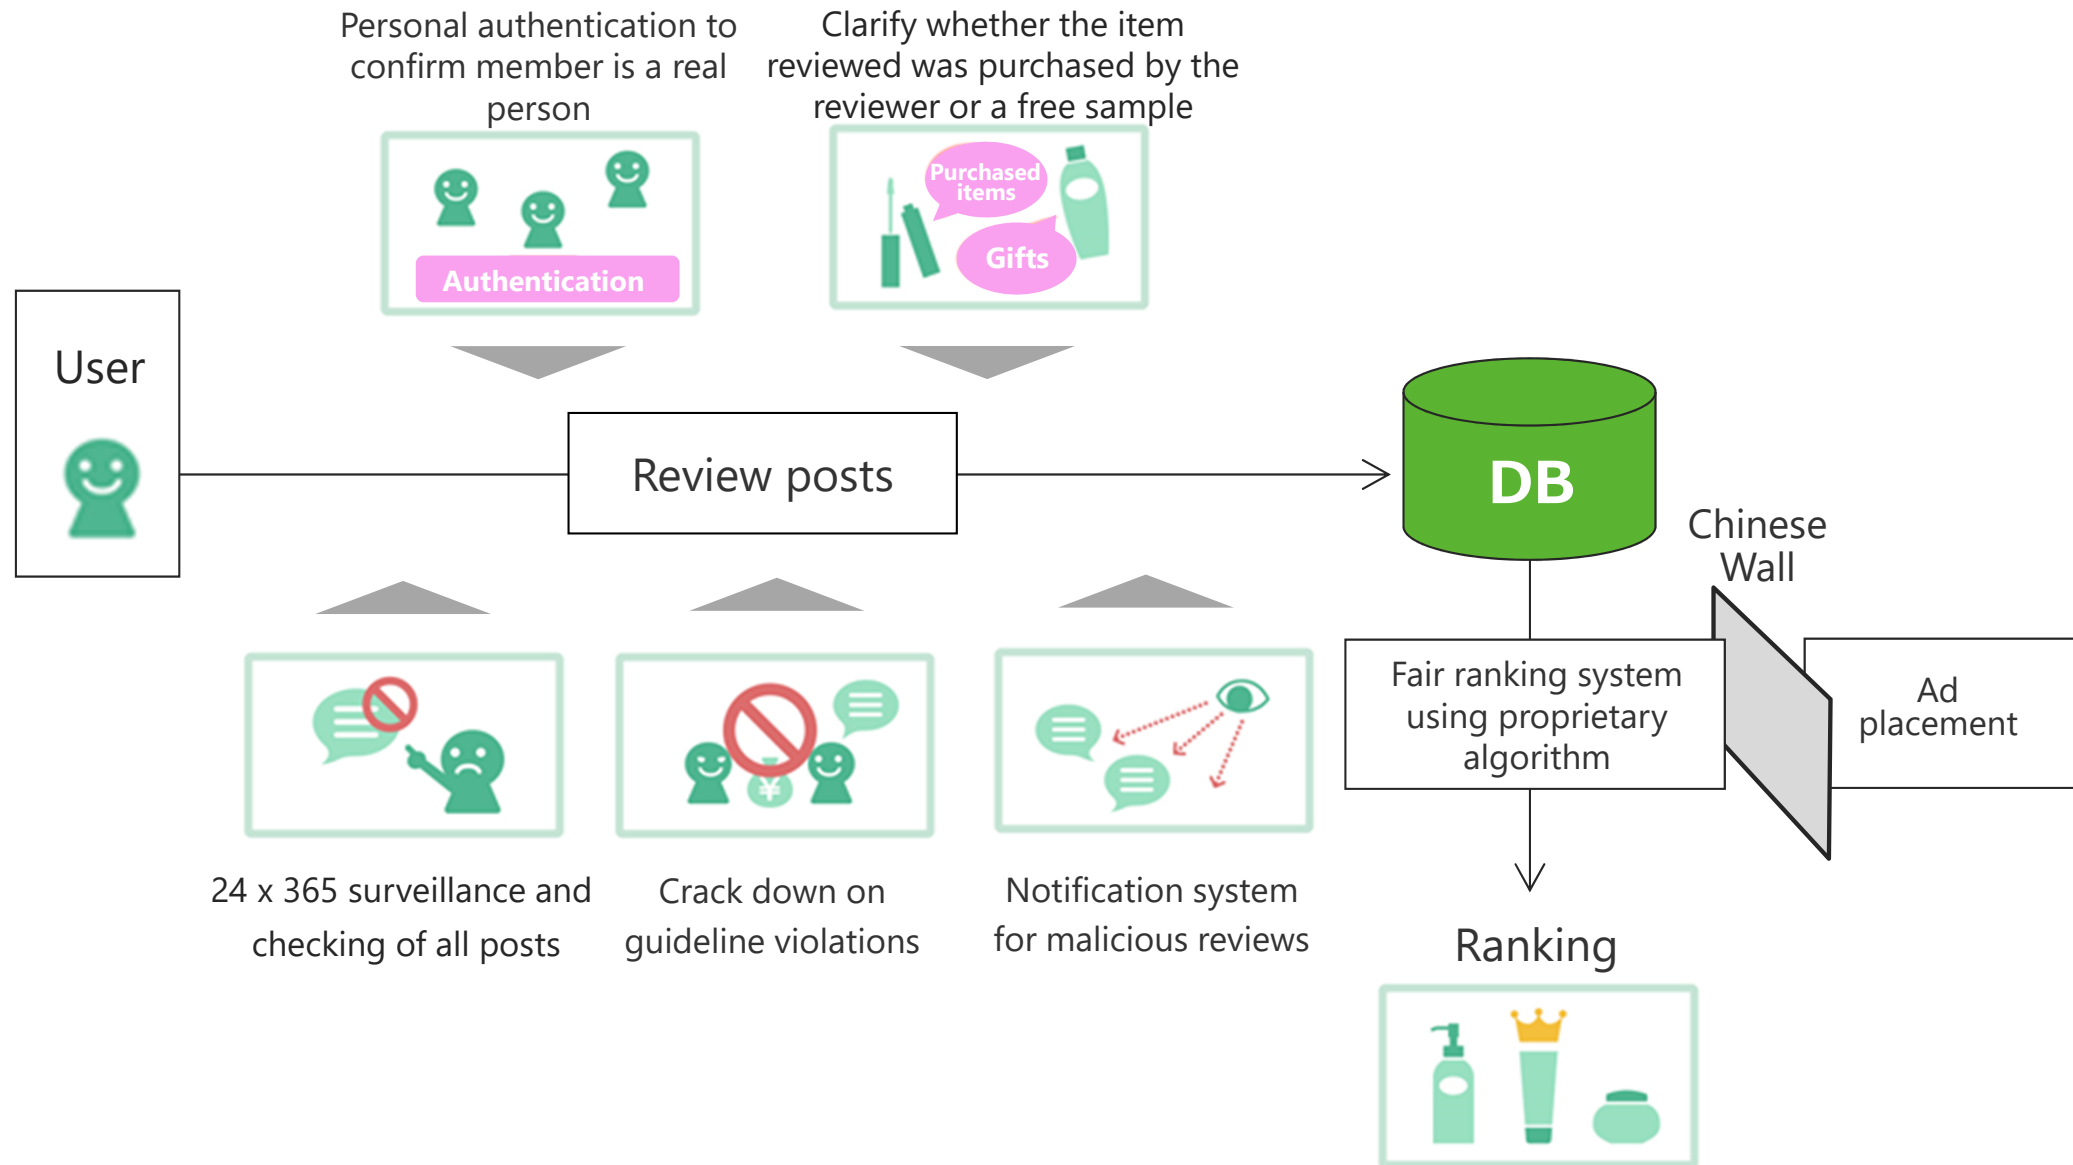 Personal authentication to
confirm member is a real
person
Clarify whether the item
reviewed was purchased by the
reviewer or a free sample
Authentication
Purchased
items
Gifts
User
Review posts
DB
Chinese
Wall
Fair ranking system
using proprietary
algorithm
Ad
placement
¥
24 x 365 surveillance and
checking of all posts
Crack down on
guideline violations
Notification system
for malicious reviews
Ranking